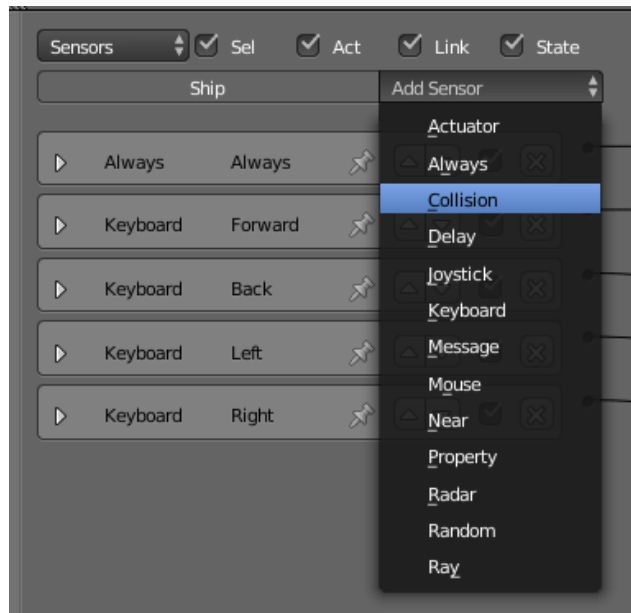 Sensors Sel Act Link State
Ship Add Sensor
Actuator
Always Always Always
Collision
Keyboard Forward
Delay
Joystick
Keyboard Back
Keyboard
Message
Keyboard Left
Mouse
Keyboard Right Near
Property
Radar
Random
Ray